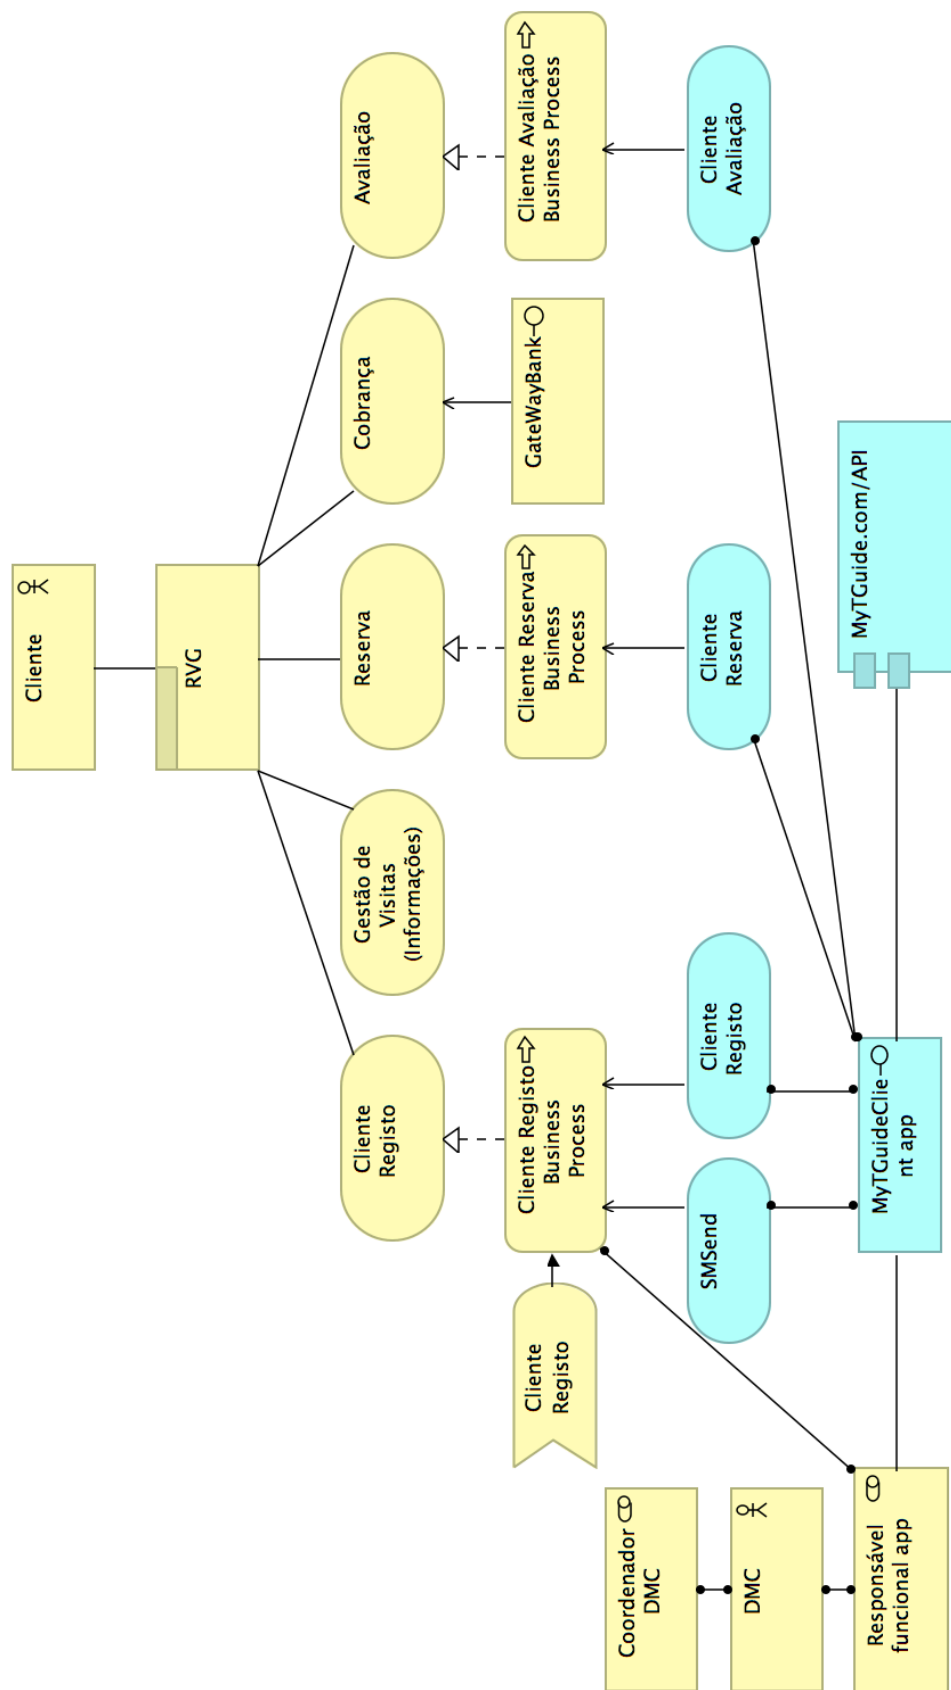 Cliente
RVG
Cliente
Registo
Gestão de
Visitas
(Informações)
Reserva
Cobrança
Avaliação
Cliente
Registo
Cliente Registo
Business
Process
Cliente Reserva
Business
Process
GateWayBank
Cliente Avaliação
Business Process
Coordenador
DMC
SMSend
Cliente
Registo
Cliente
Reserva
Cliente
Avaliação
DMC
Responsável
funcional app
MyTGuideClie
nt app
MyTGuide.com/API